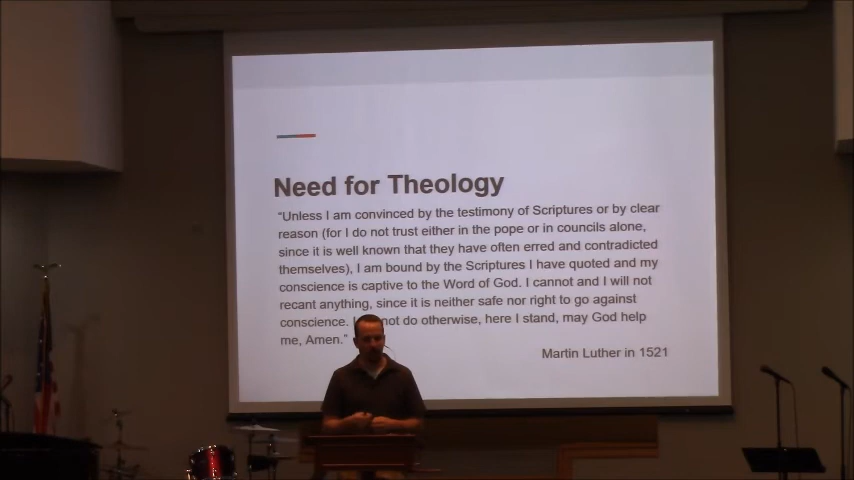 Need for Theology
“Unless I am convinced by the testimony of Scriptures or by clear
reason (for I do not trust either in the pope or in councils alone,
since it is well known that they have often erred and contradicted
themselves), I am bound by the Scriptures I have quoted and my
conscience is captive to the Word of God. I cannot and I will not
recant anything, since it is neither safe nor right to go against
conscience. I not do otherwise, here I stand, may God help
me, Amen.”
Martin Luther in 1521